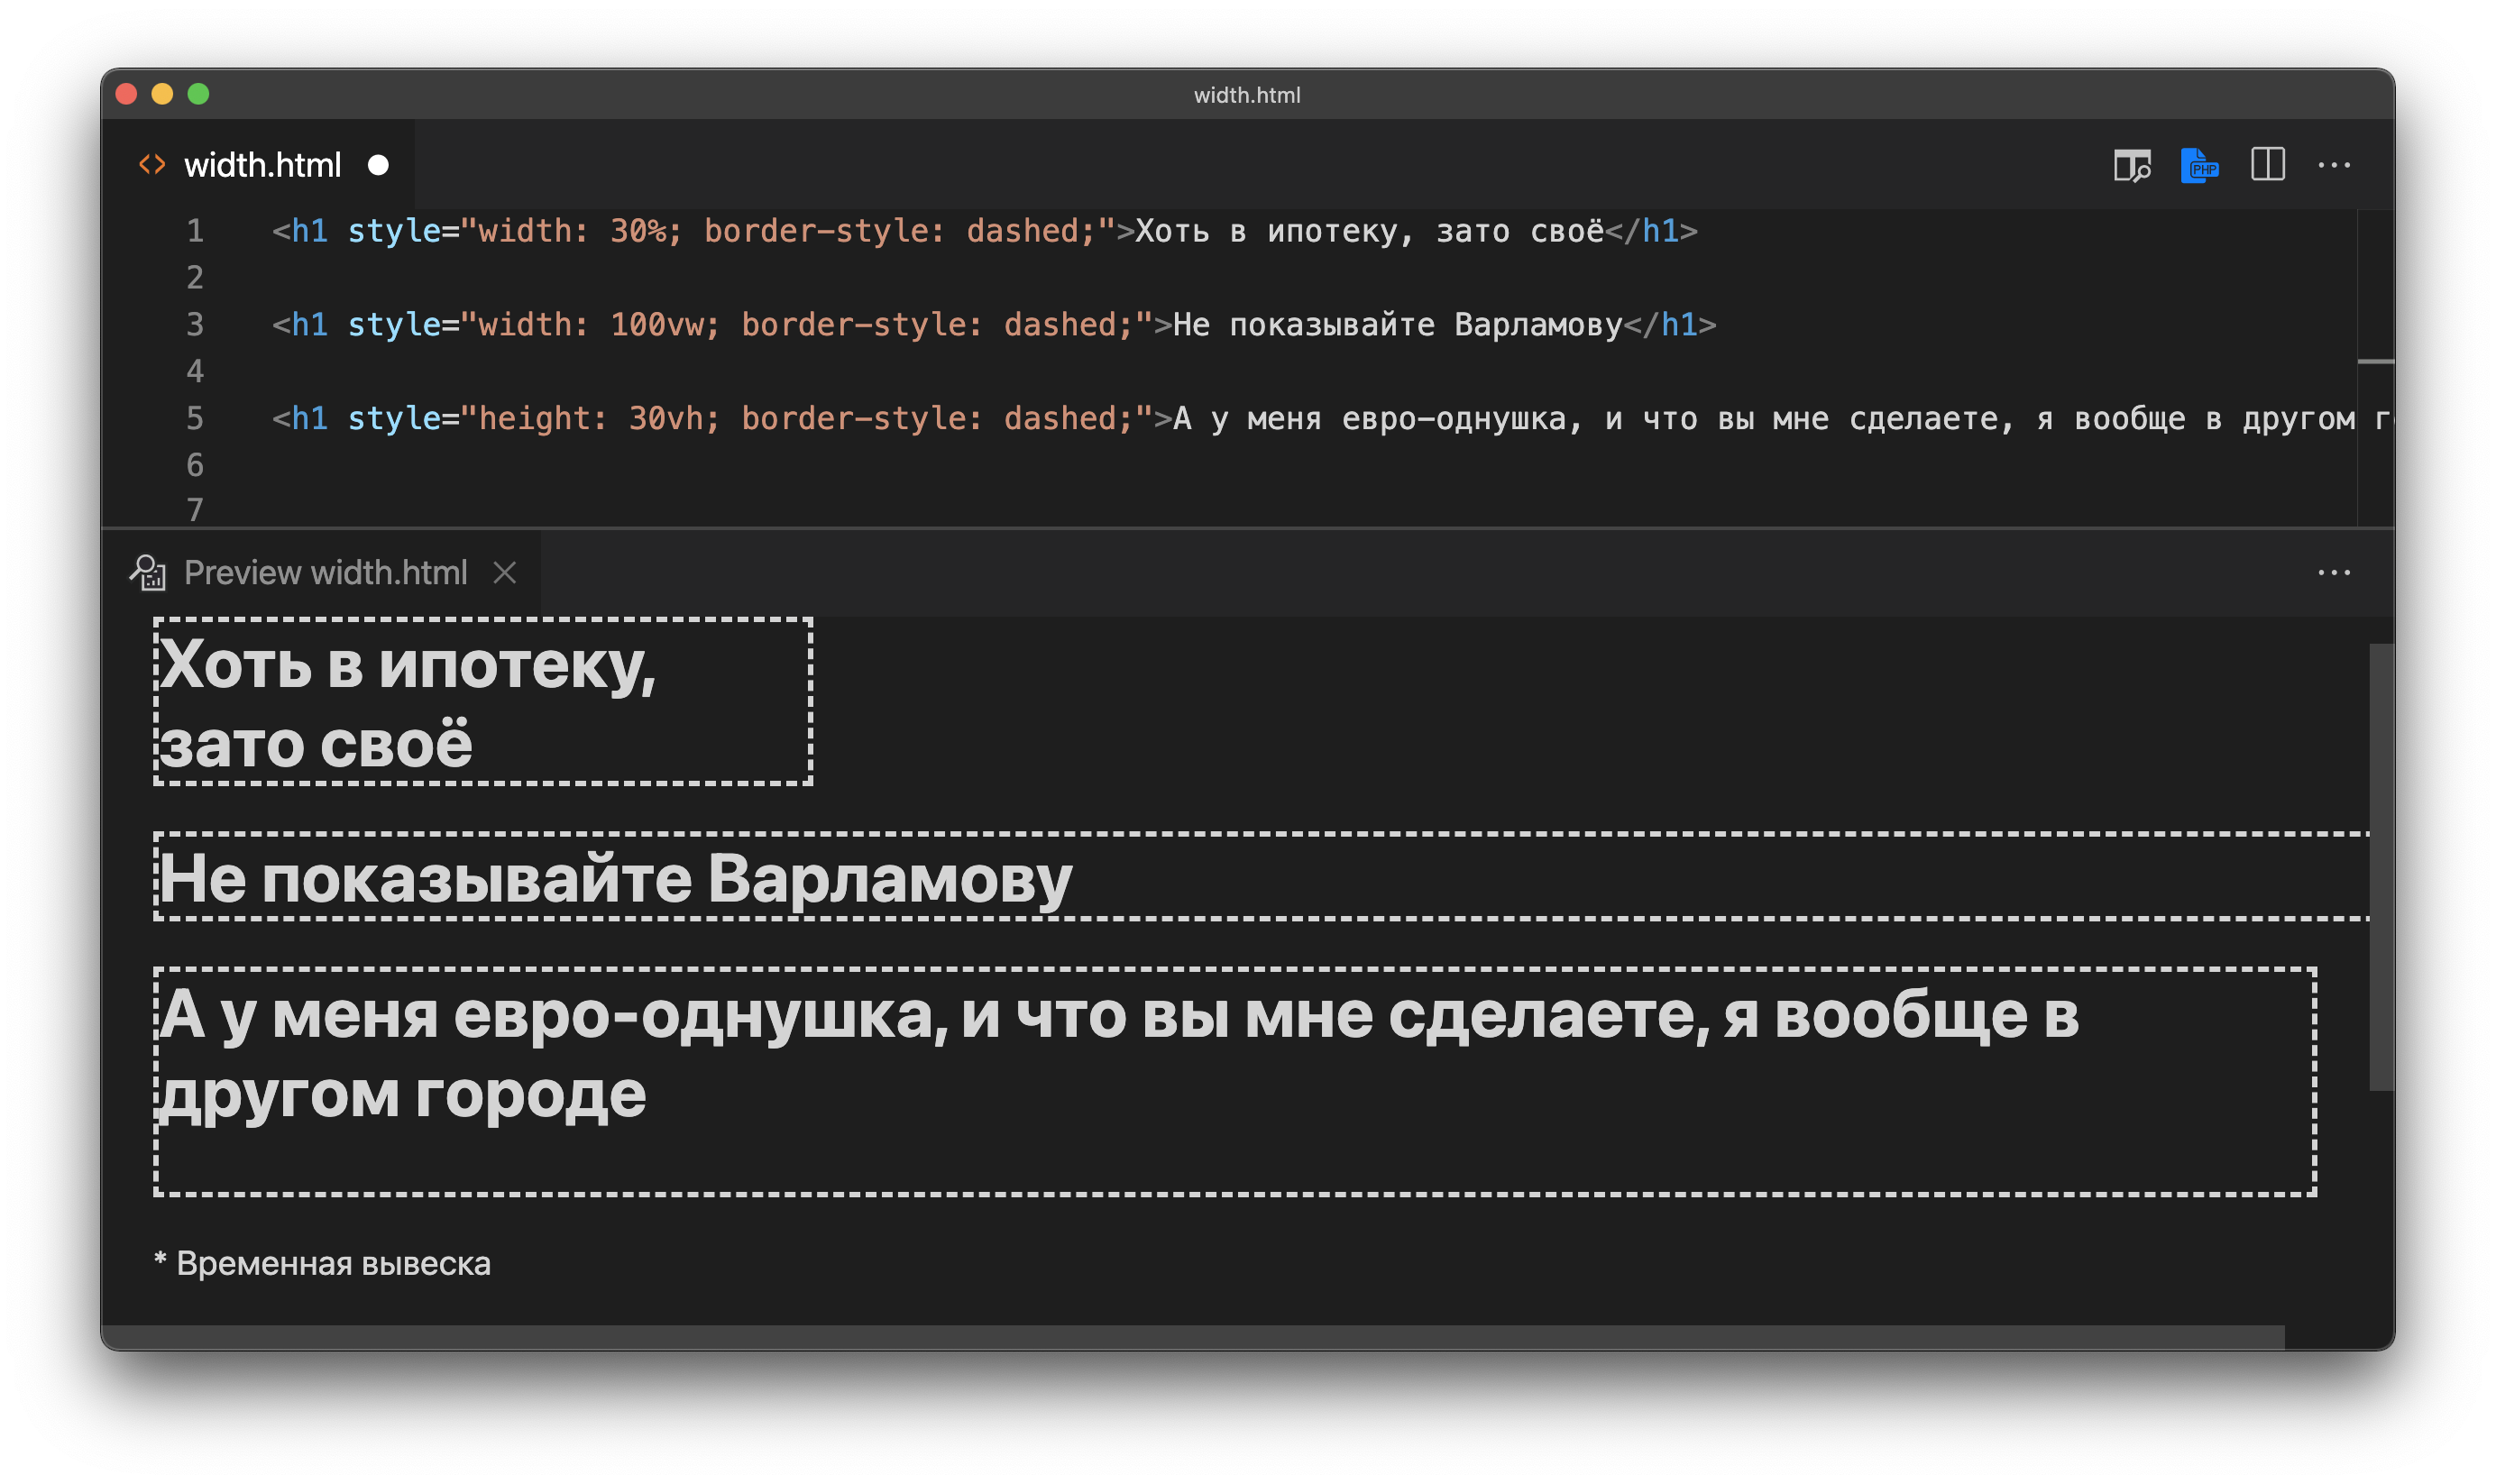 width.html
width.html
PHP
1 <h1 style="width: 30%; border-style: dashed;">Хоть в ипотеку, зато своё</h1>
2
3 <h1 style="width: 100vw; border-style: dashed;">Не показывайте Варламову</h1>
4
5 <h1 style="height: 30vh; border-style: dashed;">А у меня евро-однушка, и что вы мне сделаете, я вообще в другом г
6
7
Preview width.html
Хоть в ипотеку,
зато своё
Не показывайте Варламову
А у меня евро-однушка, и что вы мне сделаете, я вообще в
другом городе
* Временная вывеска